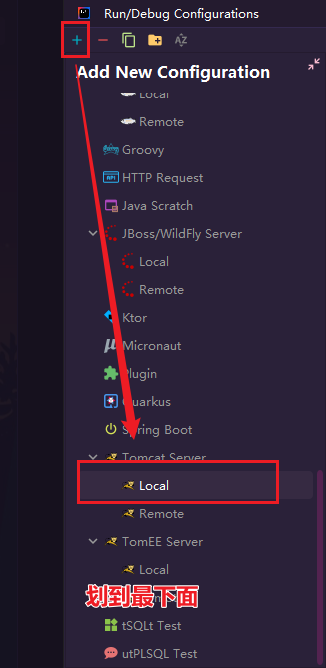 Run/Debug Configurations
Add New Configuration
Local
Remote
Groovy
HTTP Request
Java Scratch
JBoss/WildFly Server
Local
Remote
Ktor
Micronaut
Plugin
Quarkus
Spring Boot
Tomcat Server
Local
Remote
TomEE Server
Local
划到最下面
tSQLt Test
utPLSQL Test